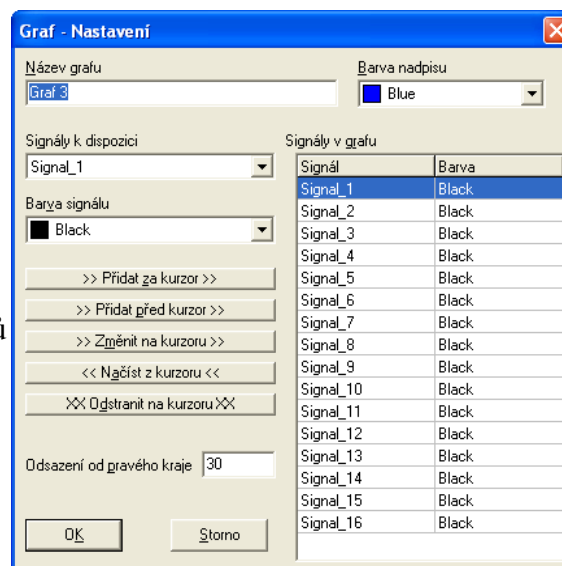 Graf - Nastavení
Název grafu
Barva nadpisu
Graf 3
Blue
Signály k dispozici
Signal_1
Barva signálu
Black
>> Přidat za kurzor >>
>> Přidat před kurzor >>
ů
>> Změnit na kurzoru >>
<< Načíst z kurzoru <<
XX Odstranit na kurzoru XX
Odsazení od pravého kraje 30
OK
Storno
Signály v grafu
Signál Barva
Signal_1 Black
Signal_2 Black
Signal_3 Black
Signal_4 Black
Signal_5 Black
Signal_6 Black
Signal_7 Black
Signal_8 Black
Signal_9 Black
Signal_10 Black
Signal_11 Black
Signal_12 Black
Signal_13 Black
Signal_14 Black
Signal_15 Black
Signal_16 Black